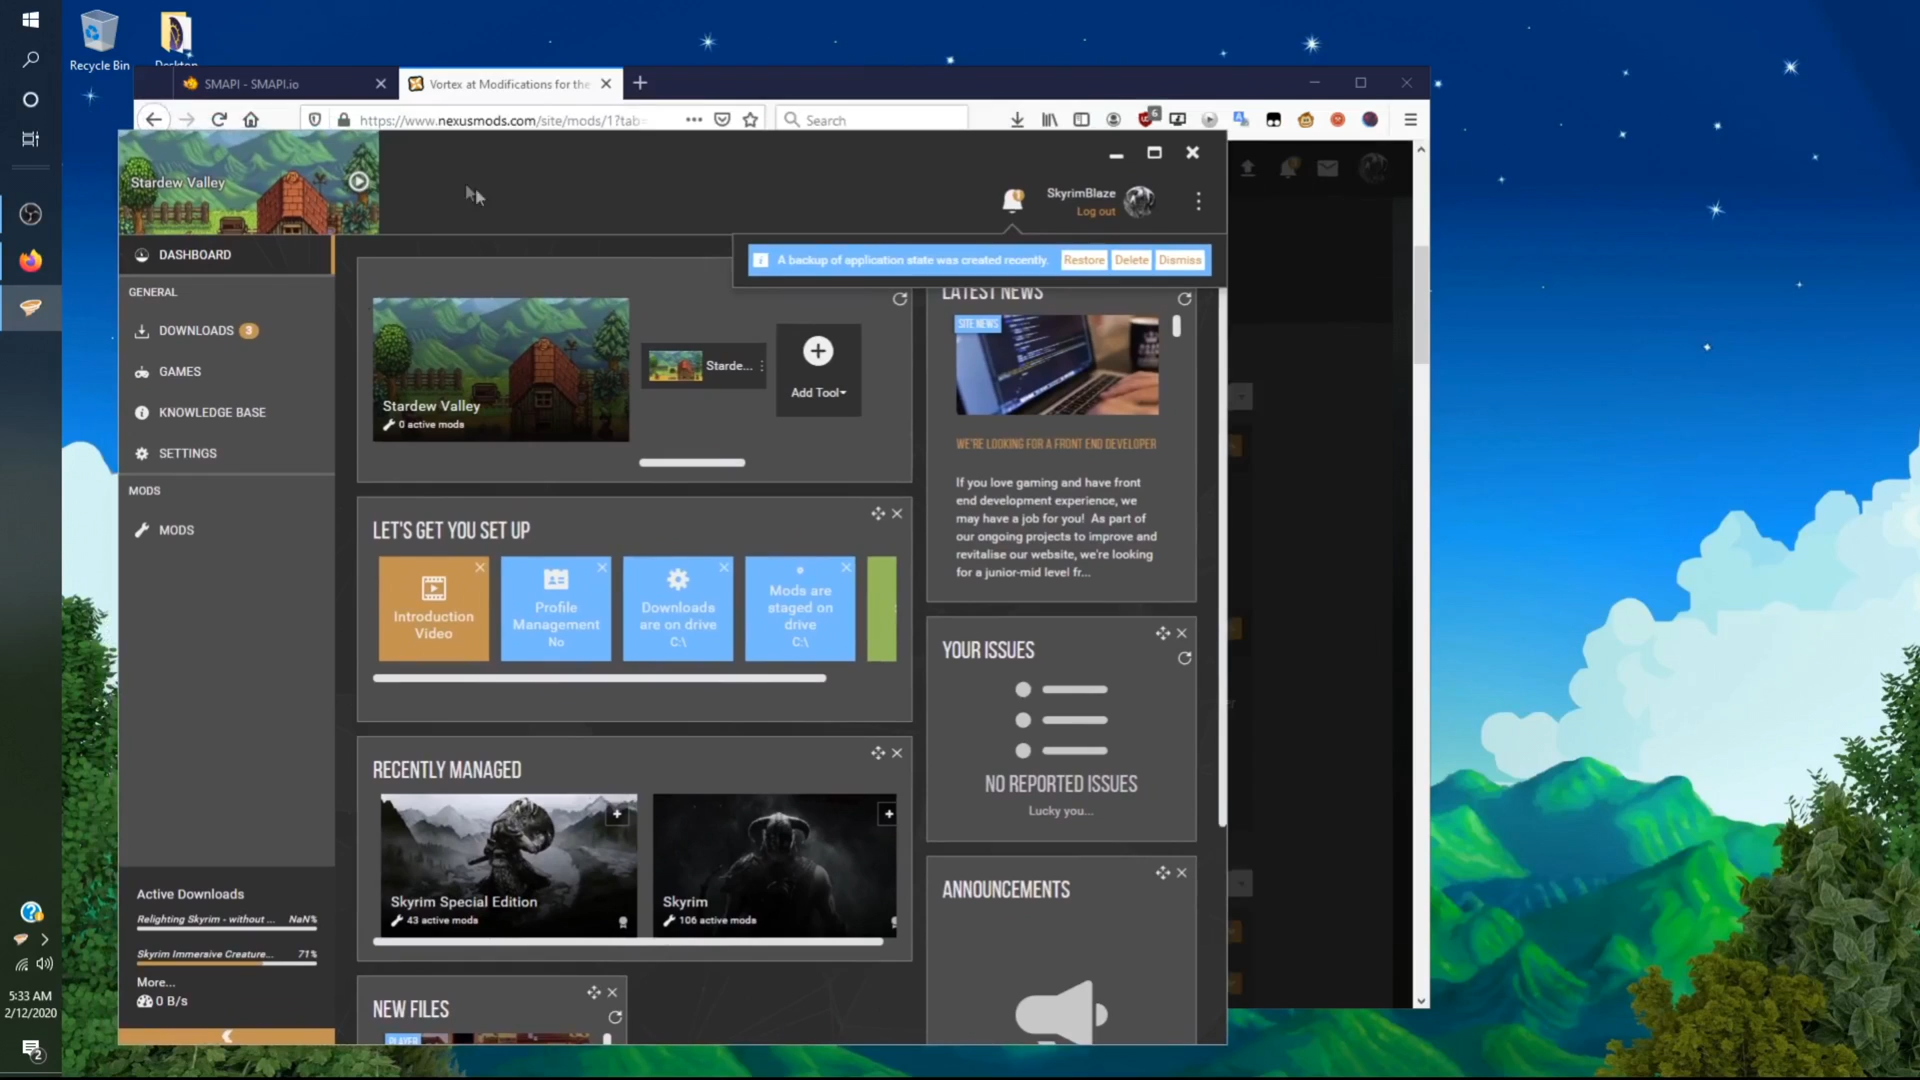 Recycle Bin
Desktop
SMAPI - SMAPI.io
Vortex at Modifications for the
https://www.nexusmods.com/site/mods/1?tab=
Search
6
Stardew Valley
SkyrimBlaze
Log out
1
A backup of application state was created recently.
Restore
Delete
Dismiss
DASHBOARD
GENERAL
DOWNLOADS 3
GAMES
KNOWLEDGE BASE
SETTINGS
MODS
MODS
Stardew Valley
0 active mods
Starde...
Add Tool
LATEST NEWS
SITE NEWS
WE'RE LOOKING FOR A FRONT END DEVELOPER
If you love gaming and have front
end development experience, we
may have a job for you! As part of
our ongoing projects to improve and
revitalise our website, we're looking
for a junior-mid level fr...
LET'S GET YOU SET UP
Introduction
Video
Profile
Management
No
Downloads
are on drive
C:\
Mods are
staged on
drive
C:\
YOUR ISSUES
NO REPORTED ISSUES
Lucky you...
RECENTLY MANAGED
Skyrim Special Edition
43 active mods
Skyrim
106 active mods
ANNOUNCEMENTS
NEW FILES
PLAYER
Active Downloads
Relighting Skyrim - without ... NaN%
Skyrim Immersive Creature... 71%
More...
0 B/s
5:33 AM
2/12/2020
2